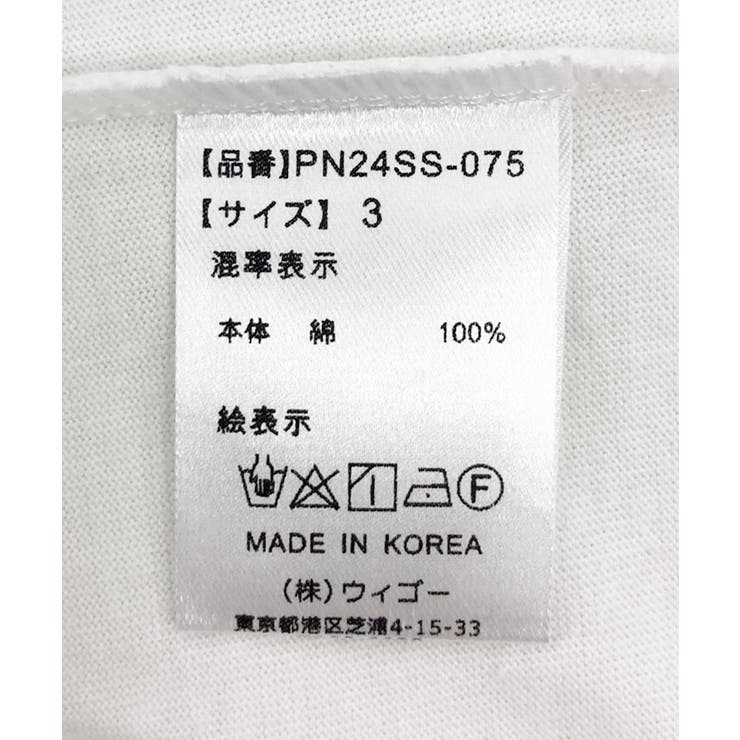 【品番】PN24SS-075
【サイズ】 3
混寧表示
本体 綿 100%
絵表示
F
MADE IN KOREA
(株)ウィゴー
東京都港区芝浦4-15-33